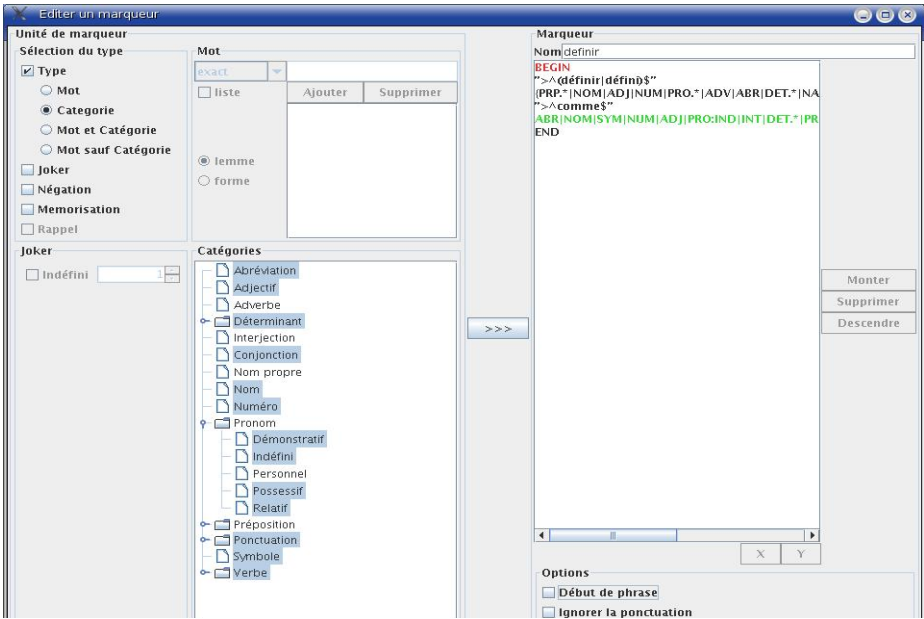 Editer un marqueur
Unité de marqueur
Sélection du type
Type
Mot
Categorie
Mot et Catégorie
Mot sauf Catégorie
Joker
Négation
Memorisation
Rappel
Joker
Indéfini 1
Mot
exact
liste Ajouter Supprimer
lemme
forme
Catégories
Abréviation
Adjectif
Adverbe
Déterminant
Interjection
Conjonction
Nom propre
Nom
Numéro
Pronom
Démonstratif
Indéfini
Personnel
Possessif
Relatif
Préposition
Ponctuation
Symbole
Verbe
>>>
Marqueur
Nom definir
BEGIN
">^(définir|défini)$"
(PRP.*|NOM|ADJ|NUM|PRO.*|ADV|ABR|DET.*|NA
">^comme$"
ABR|NOM|SYM|NUM|ADJ|PRO:IND|INT|DET.*|PR
END
Monter
Supprimer
Descendre
X Y
Options
Début de phrase
Ignorer la ponctuation